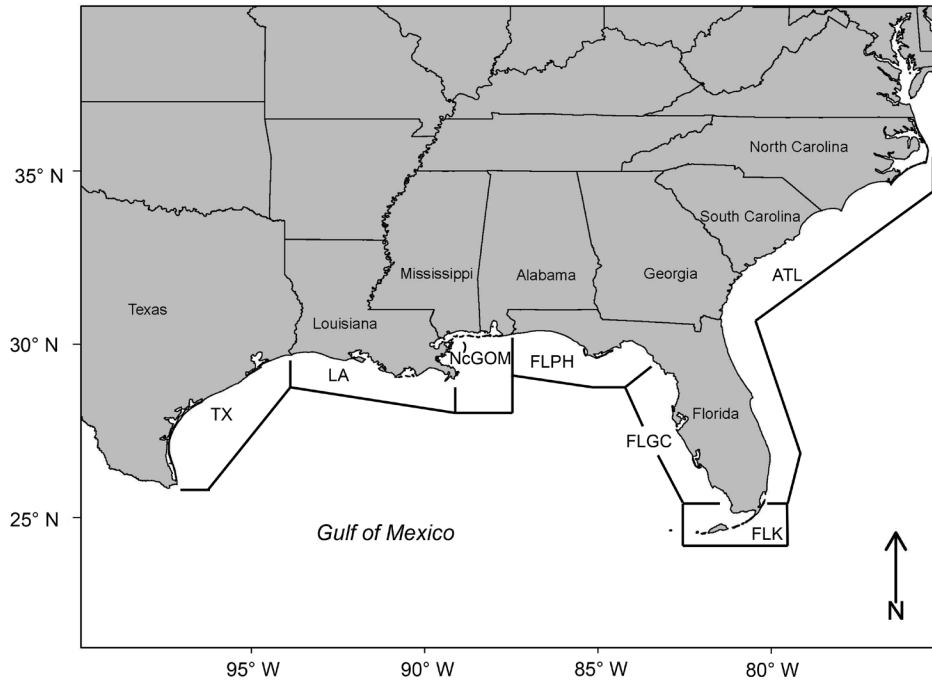 35° N
North Carolina
South Carolina
Mississippi
Alabama
Georgia
ATL
Texas
Louisiana
30° N
NcGOM
FLPH
LA
TX
Florida
FLGC
25° N
Gulf of Mexico
FLK
N
95° W
90° W
85° W
80° W